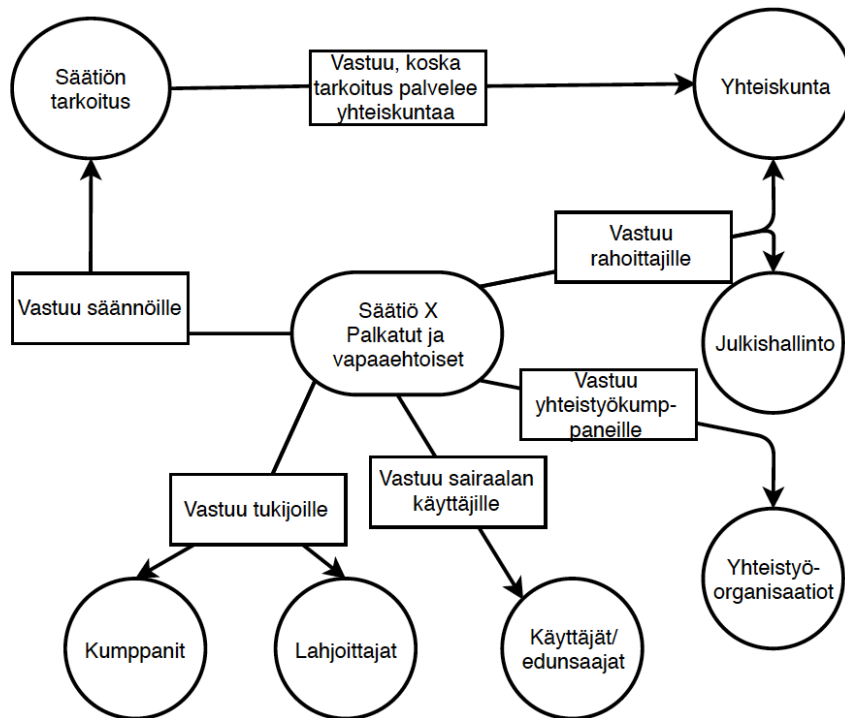 Säätiön
tarkoitus
Vastuu, koska
tarkoitus palvelee
yhteiskuntaa
Yhteiskunta
Vastuu
rahoittajille
Vastuu säännöille
Säätiö X
Palkatut ja
vapaaehtoiset
Julkishallinto
Vastuu
yhteistyökump-
paneille
Vastuu tukijoille
Vastuu sairaalan
käyttäjille
Yhteistyö-
organisaatiot
Kumppanit
Lahjoittajat
Käyttäjät/
edunsaajat